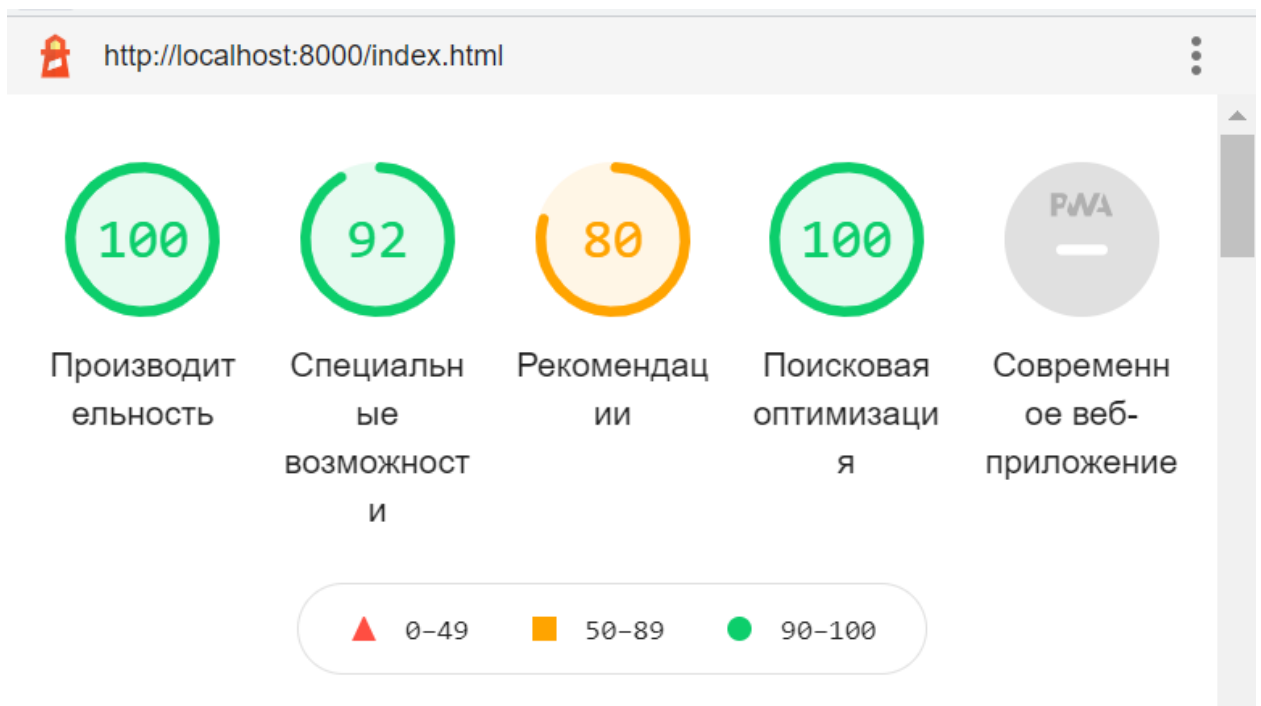 http://localhost:8000/index.html
100
92
80
100
PWA
Производит
ельность
Специальн
ые
возможност
и
Рекомендац
ии
Поисковая
оптимизаци
я
Современн
ое веб-
приложение
0–49
50–89
90–100